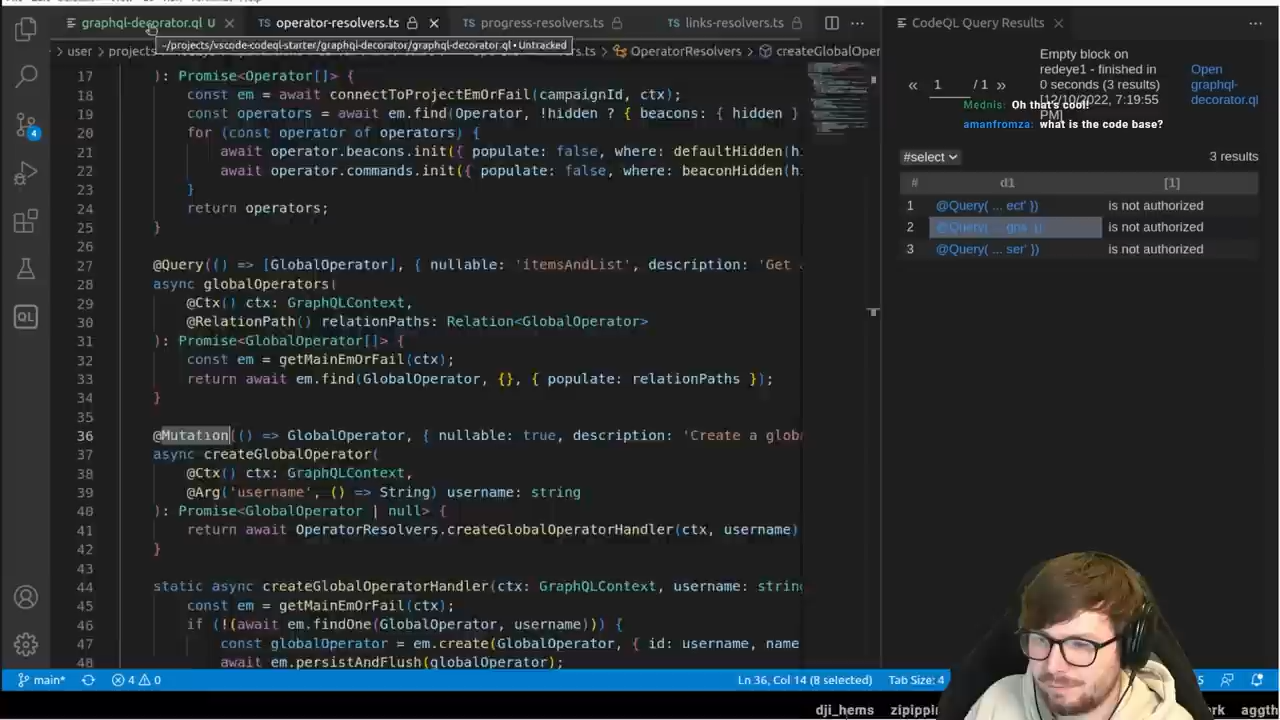 graphql-decorator.ql U
operator-resolvers.ts
progress-resolvers.ts
links-resolvers.ts
CodeQL Query Results
~/projects/vscode-codeql-starter/graphql-decorator/graphql-decorator.ql • Untracked
user
OperatorResolvers
createGlobalOper
17 ): Promise<Operator[]> {
18 const em = await connectToProjectEmOrFail(campaignId, ctx);
19 const operators = await em.find(Operator, !hidden ? { beacons: { hidden }
20 for (const operator of operators) {
21 await operator.beacons.init({ populate: false, where: defaultHidden(h
22 await operator.commands.init({ populate: false, where: beaconHidden(h
23 }
24 return operators;
25 }
26
27 @Query(() => [GlobalOperator], { nullable: 'itemsAndList', description: 'Get
28 async globalOperators(
29 @Ctx() ctx: GraphQLContext,
30 @RelationPath() relationPaths: Relation<GlobalOperator>
31 ): Promise<GlobalOperator[]> {
32 const em = getMainEmOrFail(ctx);
33 return await em.find(GlobalOperator, {}, { populate: relationPaths });
34 }
35
36 @Mutation(() => GlobalOperator, { nullable: true, description: 'Create a glob
37 async createGlobalOperator(
38 @Ctx() ctx: GraphQLContext,
39 @Arg('username', () => String) username: string
40 ): Promise<GlobalOperator | null> {
41 return await OperatorResolvers.createGlobalOperatorHandler(ctx, username)
42 }
43
44 static async createGlobalOperatorHandler(ctx: GraphQLContext, username: string
45 const em = getMainEmOrFail(ctx);
46 if (!(await em.findOne(GlobalOperator, username))) {
47 const globalOperator = em.create(GlobalOperator, { id: username, name
48 await em.persistAndFlush(globalOperator);
« 1 / 1 »
Empty block on
redeye1 - finished in
0 seconds (3 results)
[12/10/2022, 7:19:55
PM]
Open
graphql-
decorator.ql
Mednis: Oh that's cool!
amanfromza: what is the code base?
#select
3 results
# d1 [1]
1 @Query( ... ect' }) is not authorized
2 @Query( ... gns' }) is not authorized
3 @Query( ... ser' }) is not authorized
4
QL
main*
4 0
Ln 36, Col 14 (8 selected)
Tab Size: 4
dji_hems
aggth